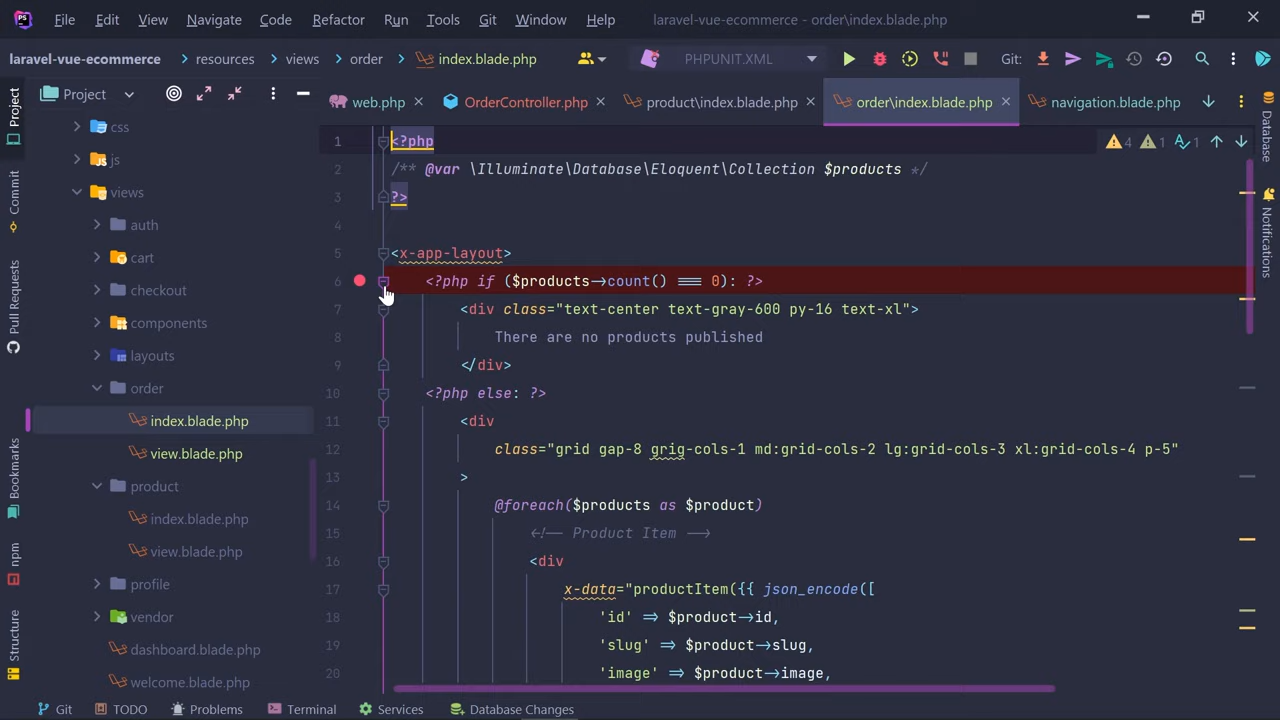 PS File Edit View Navigate Code Refactor Run Tools Git Window Help laravel-vue-ecommerce - order\index.blade.php
laravel-vue-ecommerce resources views order index.blade.php PHPUNIT.XML Git:
Project
web.php OrderController.php product\index.blade.php order\index.blade.php navigation.blade.php
Project
Commit
Pull Requests
Bookmarks
npm
Structure
css
js
views
auth
cart
checkout
components
layouts
order
index.blade.php
view.blade.php
product
index.blade.php
view.blade.php
profile
vendor
dashboard.blade.php
welcome.blade.php
1 <?php
4 1 1
2 /** @var \Illuminate\Database\Eloquent\Collection $products */
3 ?>
4
5 <x-app-layout>
6 <?php if ($products->count() === 0): ?>
7 <div class="text-center text-gray-600 py-16 text-xl">
8 There are no products published
9 </div>
10 <?php else: ?>
11 <div
12 class="grid gap-8 grig-cols-1 md:grid-cols-2 lg:grid-cols-3 xl:grid-cols-4 p-5"
13 >
14 @foreach($products as $product)
15 <!-- Product Item -->
16 <div
17 x-data="productItem({{ json_encode([
18 'id' => $product->id,
19 'slug' => $product->slug,
20 'image' => $product->image,
Database
Notifications
Git TODO Problems Terminal Services Database Changes